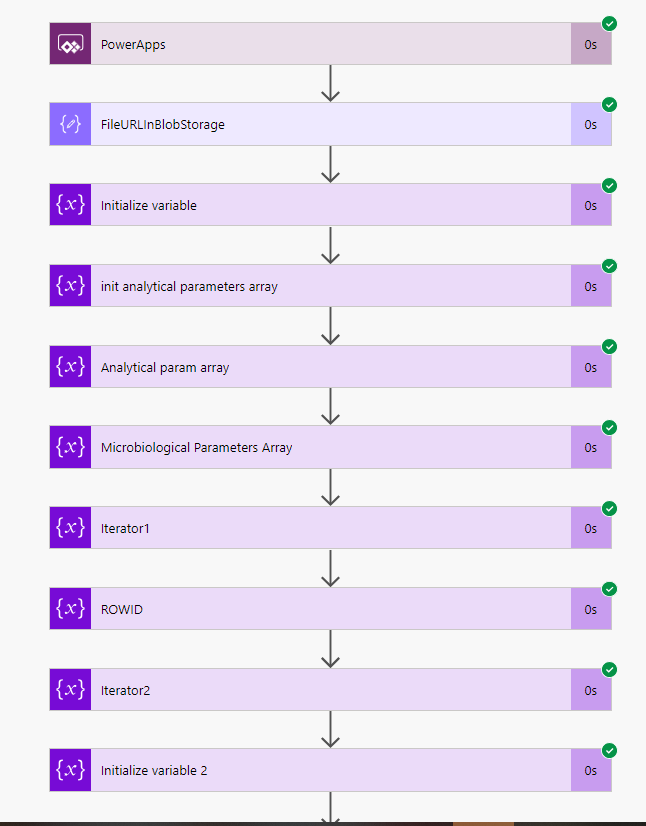 PowerApps 0s
FileURLInBlobStorage 0s
{x} Initialize variable 0s
{x} init analytical parameters array 0s
{x} Analytical param array 0s
{x} Microbiological Parameters Array 0s
{x} Iterator1 0s
{x} ROWID 0s
{x} Iterator2 0s
{x} Initialize variable 2 0s